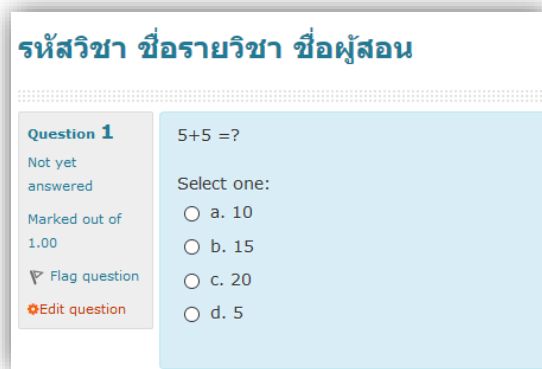 รหัสวิชา ชื่อรายวิชา ชื่อผู้สอน
Question 1
Not yet
answered
Marked out of
1.00
Flag question
Edit question
5+5 =?
Select one:
a. 10
b. 15
c. 20
d. 5